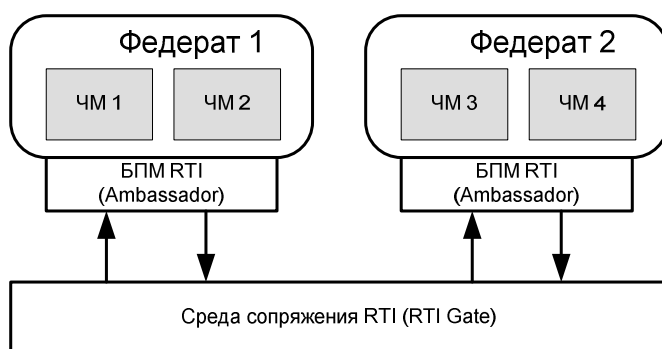 Федерат 1
ЧМ 1
ЧМ 2
БПМ RTI
(Ambassador)
Федерат 2
ЧМ 3
ЧМ 4
БПМ RTI
(Ambassador)
Среда сопряжения RTI (RTI Gate)